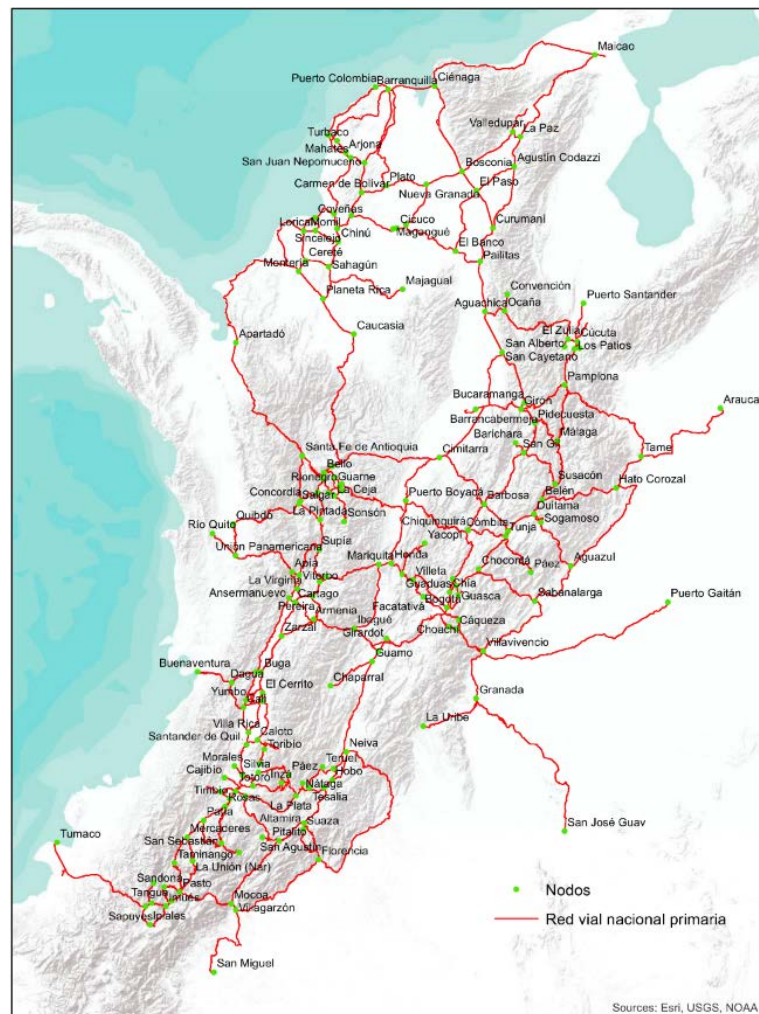 Maicao
Puerto Colombia
Barranquilla
Ciénaga
Valledupar
La Paz
Turbaco
Arjona
Mahates
San Juan Nepomuceno
Agustín Codazzi
Bosconia
Plato
El Paso
Carmen de Bolívar
Nueva Granada
Coveñas
Lorica
Momil
Cicuco
Curumaní
Magangué
Sincelejo
Chinú
El Banco
Cereté
Pailitas
Montería
Sahagún
Majagual
Convención
Planeta Rica
Puerto Santander
Aguachica
Ocaña
Apartadó
Caucasia
El Zulia
Cúcuta
San Alberto
Los Patios
San Cayetano
Pamplona
Bucaramanga
Girón
Arauca
Barrancabermeja
Pidecuesta
Barichara
San Gil
Málaga
Santa Fe de Antioquia
Cimitarra
Tame
Bello
Rionegro
Guarne
Susacón
Hato Corozal
Concordia
Salgar
La Ceja
Puerto Boyacá
Barbosa
Belén
Quibdó
La Pintada
Sonsón
Duitama
Río Quito
Chiquinquirá
Cómbita
Sogamoso
Tunja
Yacopí
Supía
Unión Panamericana
Mariquita
Honda
Chocontá
Páez
Aguazul
Apía
Villeta
La Virginia
Viterbo
Guaduas
Chía
Guasca
Sabanalarga
Ansermanuevo
Cartago
Puerto Gaitán
Pereira
Armenia
Facatativá
Bogotá
Ibagué
Cáqueza
Zarzal
Girardot
Choachí
Guamo
Villavivencio
Buenaventura
Buga
Dagua
El Cerrito
Chaparral
Yumbo
Cali
Granada
La Uribe
Villa Rica
Caloto
Santander de Quil.
Toribío
Neiva
Morales
Silvia
Páez
Teruel
Cajibío
Inzá
Hobo
Totoró
Nátaga
Timbío
Rosas
Tesalia
La Plata
San José Guav
Patía
Altamira
Suaza
Tumaco
Mercaderes
Pitalito
San Sebastián
San Agustín
Florencia
Taminango
La Unión (Nar)
Sandoná
Pasto
Tangua
Mocoa
Imués
Sapuyes
Ipiales
Villagarzón
San Miguel
Nodos
Red vial nacional primaria
Sources: Esri, USGS, NOAA